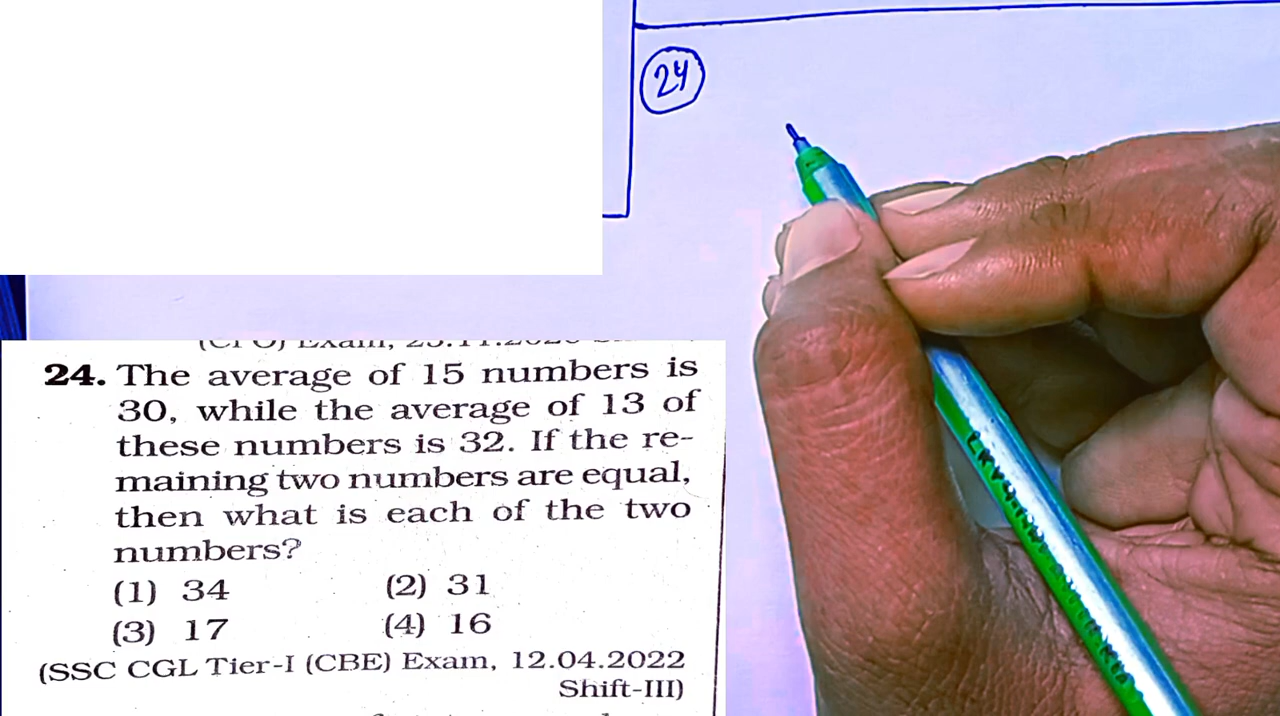 24
24. The average of 15 numbers is
30, while the average of 13 of
these numbers is 32. If the re-
maining two numbers are equal,
then what is each of the two
numbers?
(1) 34 (2) 31
(3) 17 (4) 16
(SSC CGL Tier-I (CBE) Exam, 12.04.2022
Shift-III)